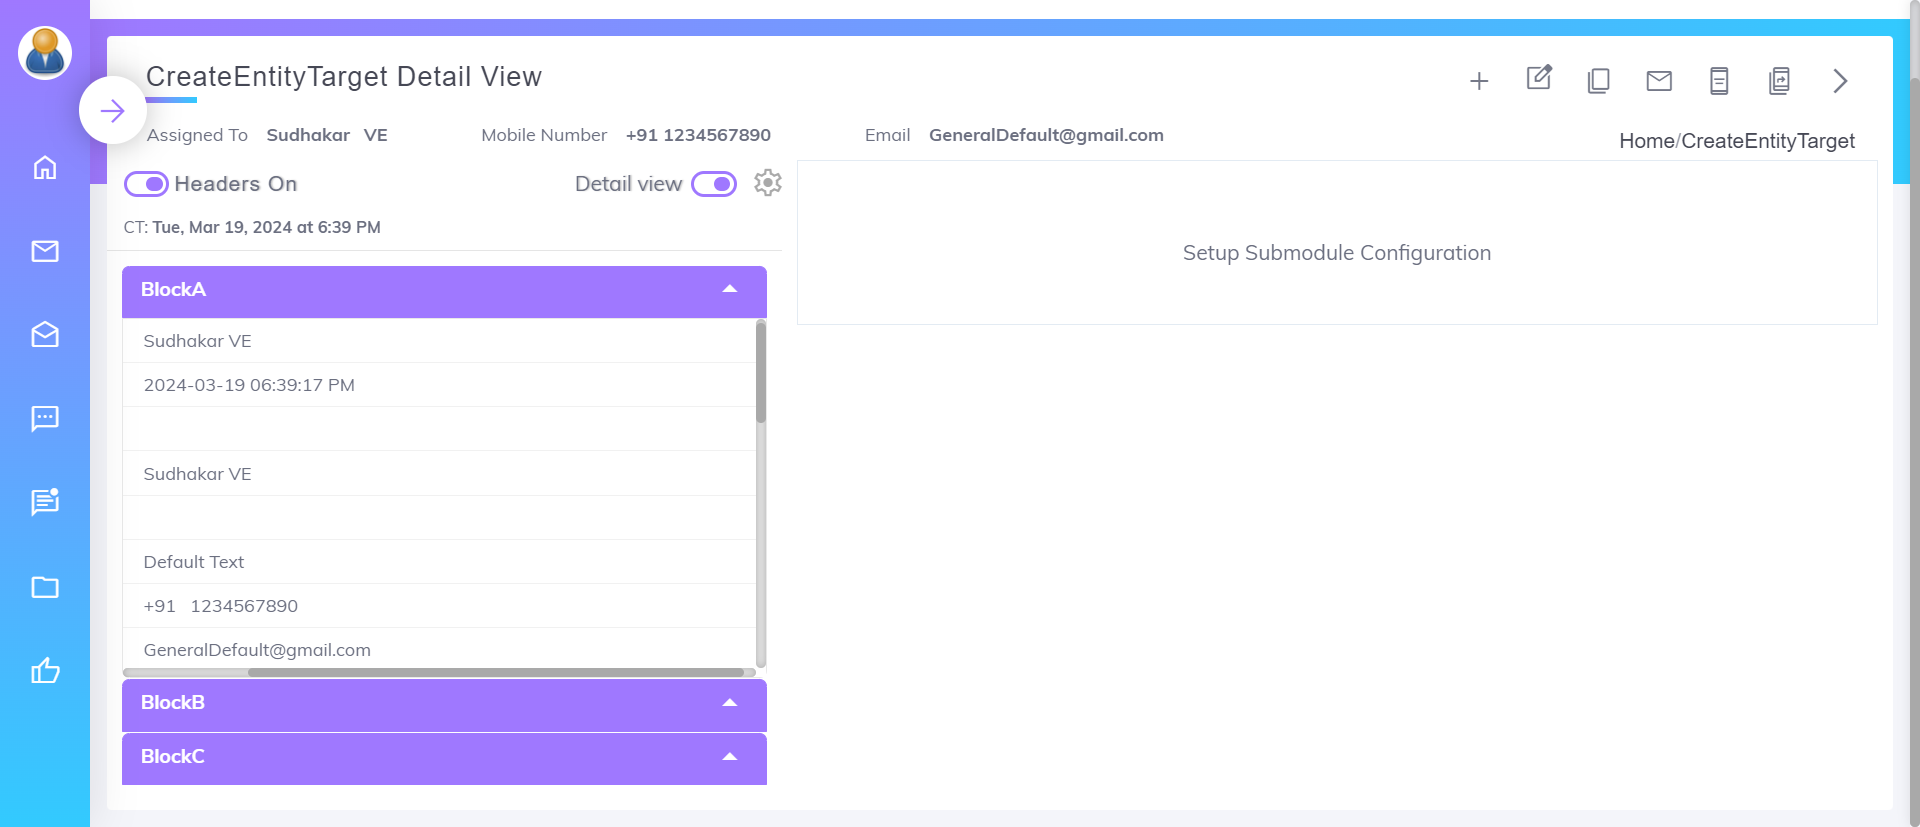 CreateEntityTarget Detail View
Assigned To Sudhakar VE Mobile Number +91 1234567890 Email GeneralDefault@gmail.com
Home/CreateEntityTarget
Headers On Detail view
CT: Tue, Mar 19, 2024 at 6:39 PM
Setup Submodule Configuration
BlockA
Sudhakar VE
2024-03-19 06:39:17 PM
Sudhakar VE
Default Text
+91 1234567890
GeneralDefault@gmail.com
BlockB
BlockC